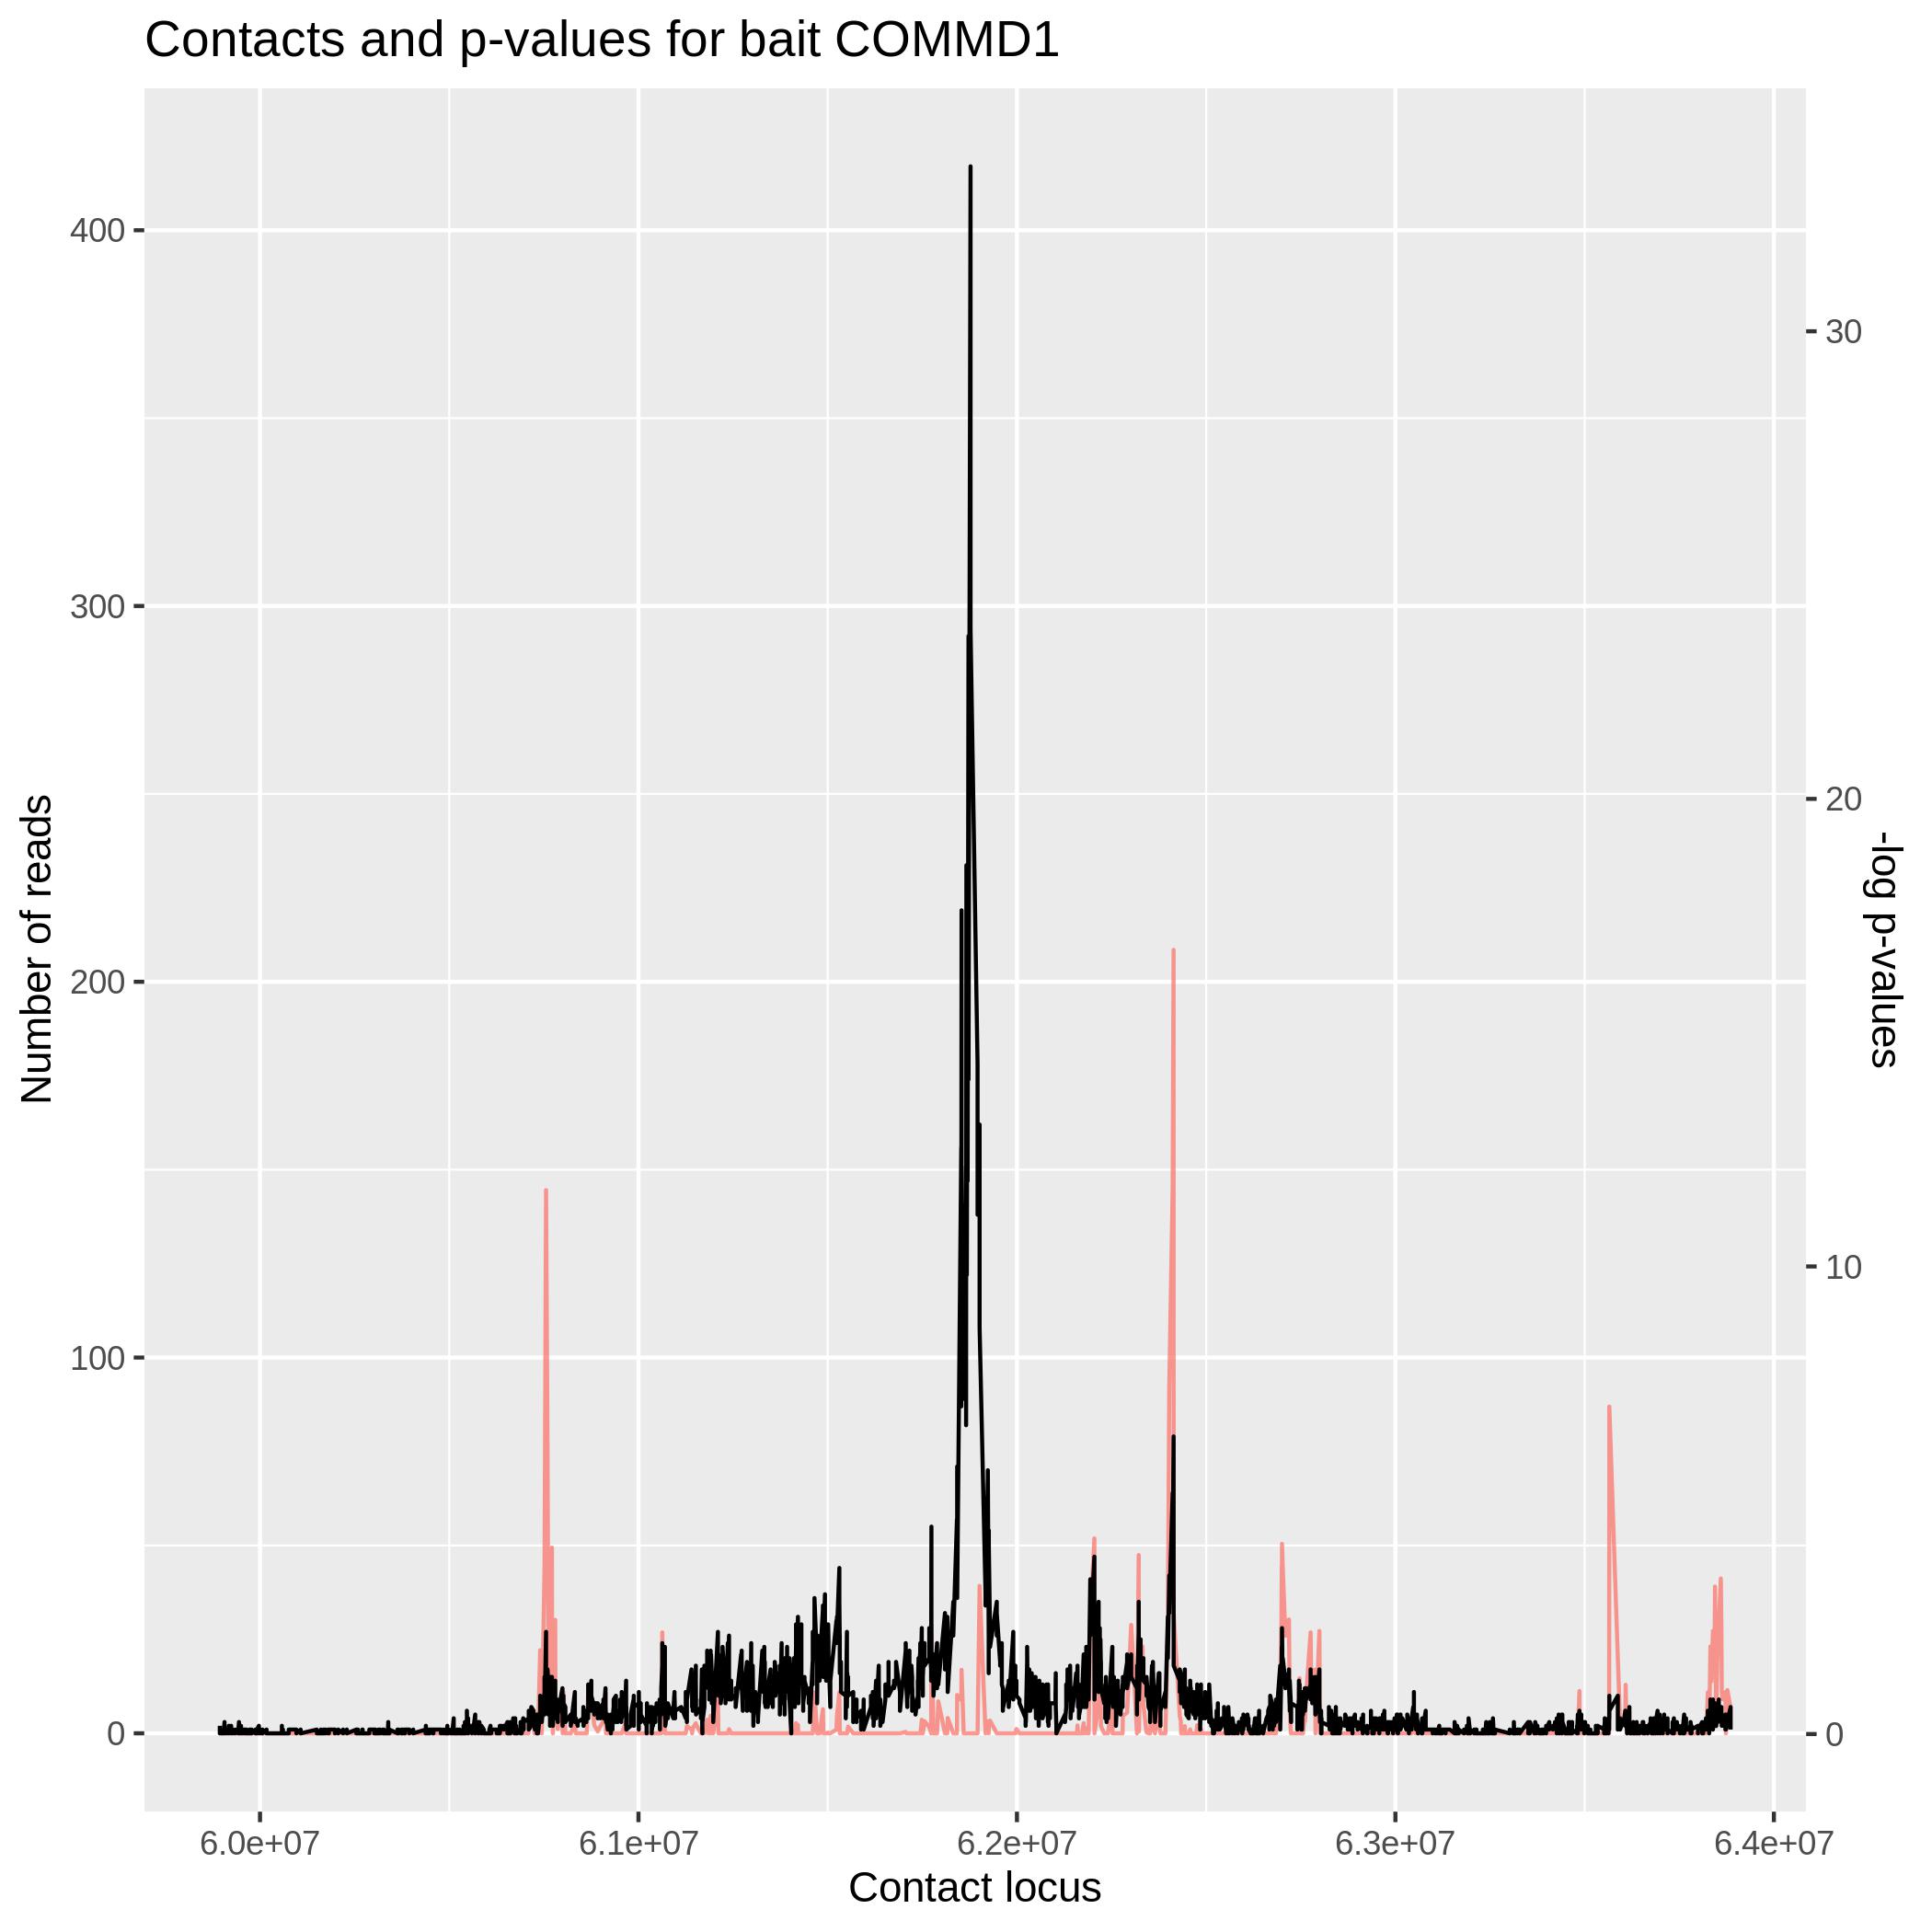 Contacts and p-values for bait COMMD1
Number of reads
400
300
200
100
0
30
20
10
0
-log p-values
6.0e+07
6.1e+07
6.2e+07
6.3e+07
6.4e+07
Contact locus